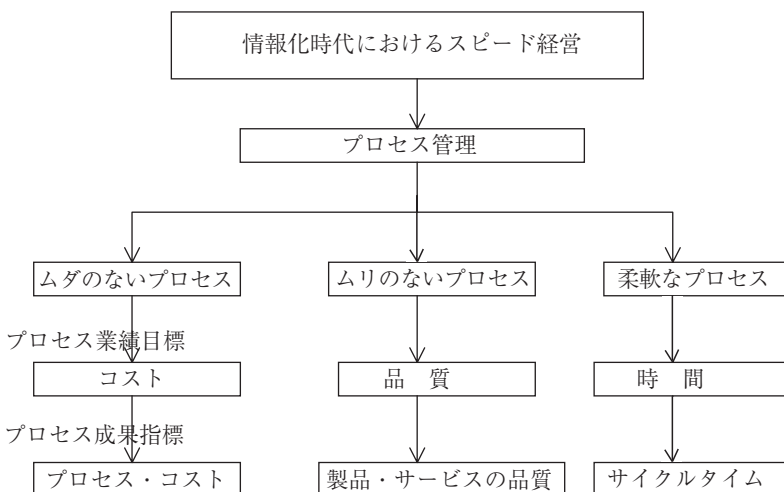 情報化時代におけるスピード経営
プロセス管理
ムダのないプロセス
ムリのないプロセス
柔軟なプロセス
プロセス業績目標
コスト
品　質
時　間
プロセス成果指標
プロセス・コスト
製品・サービスの品質
サイクルタイム